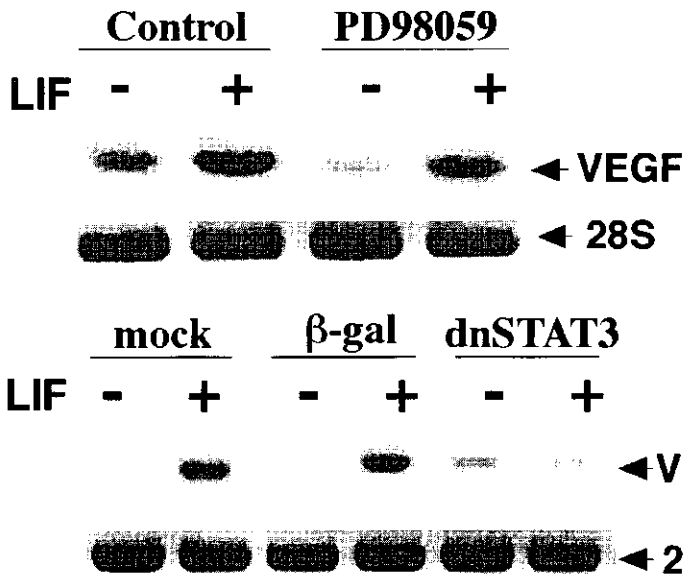 Control PD98059
LIF - + - +
VEGF
28S
mock β-gal dnSTAT3
LIF - + - + - +
V
2